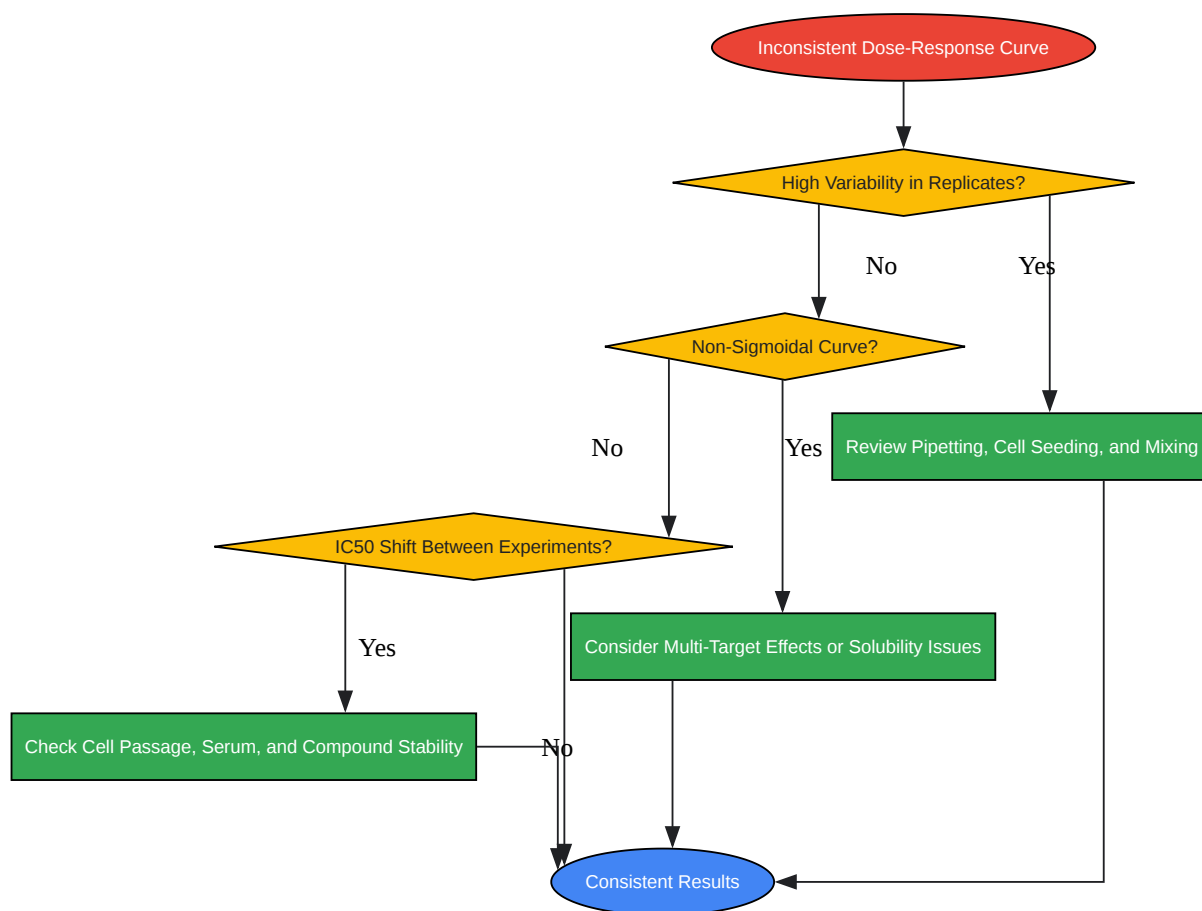 Inconsistent Dose-Response Curve
High Variability in Replicates?
No
Yes
Non-Sigmoidal Curve?
No
Yes
Review Pipetting, Cell Seeding, and Mixing
IC50 Shift Between Experiments?
Yes
Consider Multi-Target Effects or Solubility Issues
Check Cell Passage, Serum, and Compound Stability
No
Consistent Results